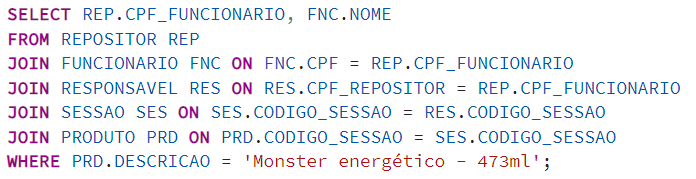 SELECT REP.CPF_FUNCIONARIO, FNC.NOME
FROM REPOSITOR REP
JOIN FUNCIONARIO FNC ON FNC.CPF = REP.CPF_FUNCIONARIO
JOIN RESPONSAVEL RES ON RES.CPF_REPOSITOR = REP.CPF_FUNCIONARIO
JOIN SESSAO SES ON SES.CODIGO_SESSAO = RES.CODIGO_SESSAO
JOIN PRODUTO PRD ON PRD.CODIGO_SESSAO = SES.CODIGO_SESSAO
WHERE PRD.DESCRICAO = 'Monster energético – 473ml';